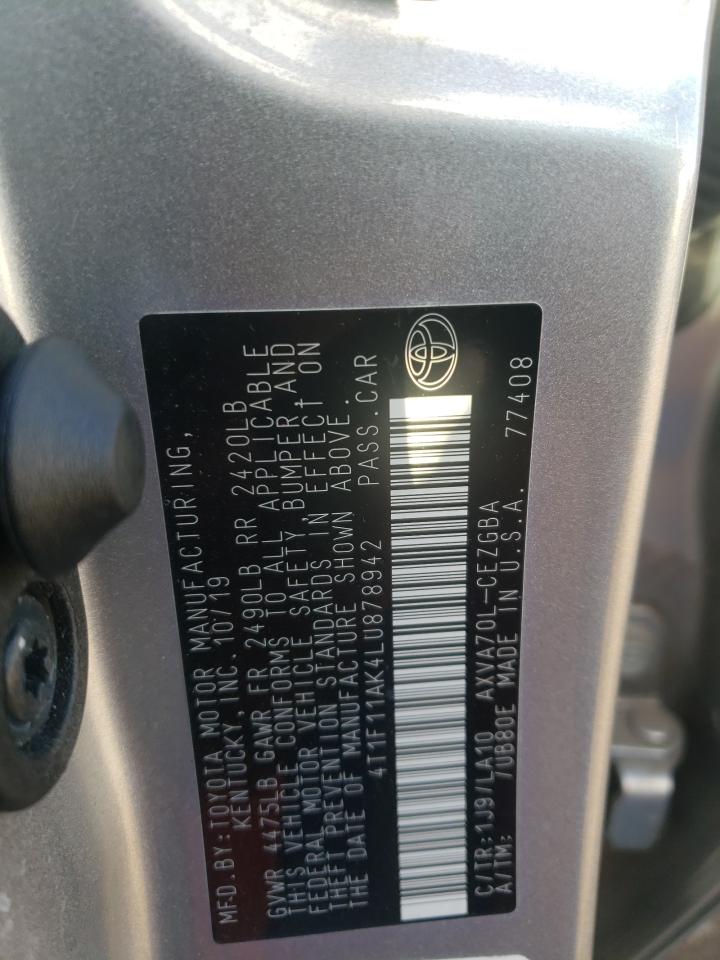 MFD.BY:TOYOTA MOTOR MANUFACTURING,
KENTUCKY, INC. 10/19
GVWR 4475LB GAWR FR 2490LB RR 2420LB
THIS VEHICLE CONFORMS TO ALL APPLICABLE
FEDERAL MOTOR VEHICLE SAFETY, BUMPER, AND
THEFT PREVENTION STANDARDS IN EFFECT ON
THE DATE OF MANUFACTURE SHOWN ABOVE.
4T1F11AK4LU878942 PASS.CAR
C/TR:1J9/LA10 AXVA70L-CEZGBA
A/TM: /UB80E MADE IN U.S.A. 77408